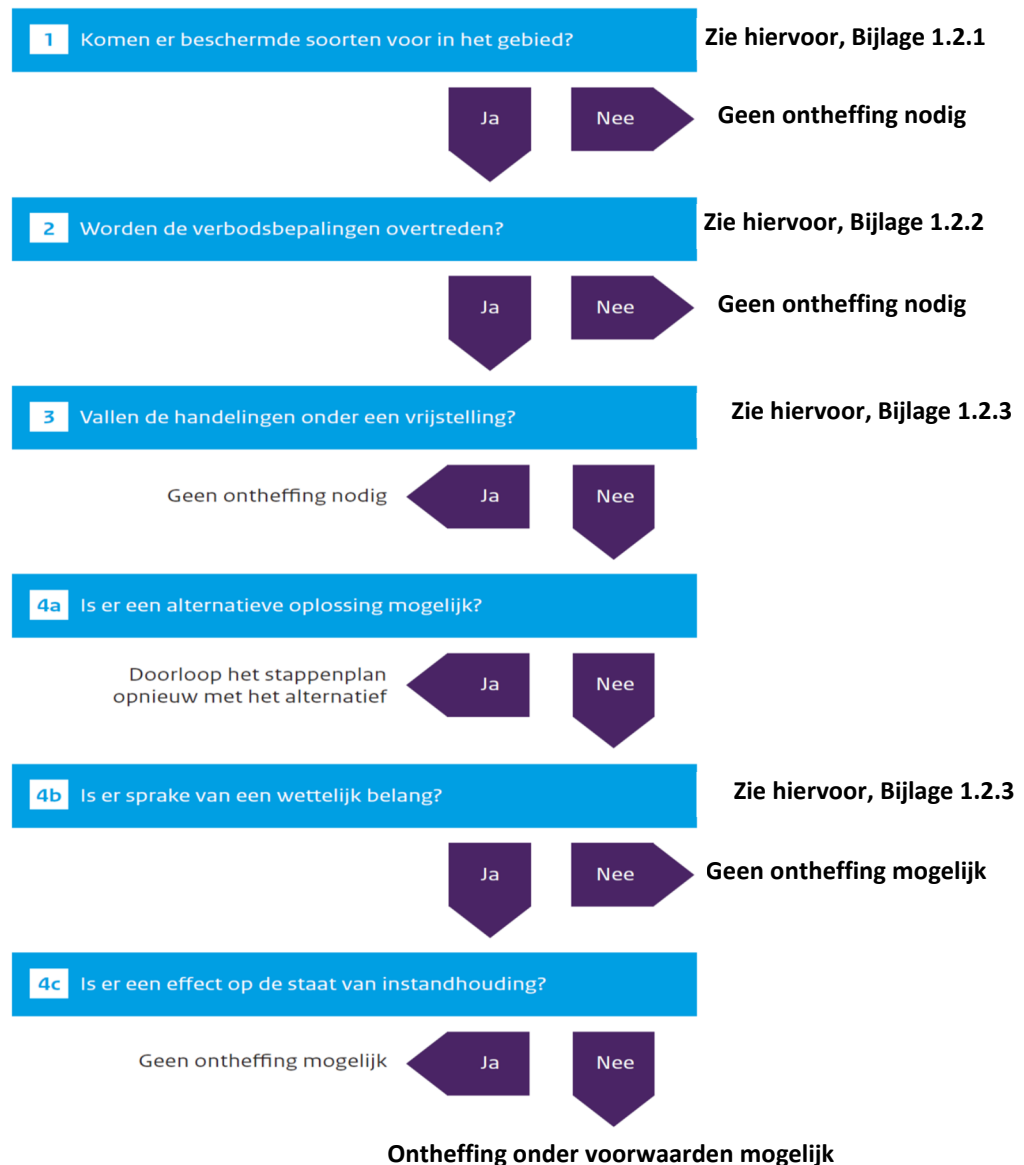 1 Komen er beschermde soorten voor in het gebied? Zie hiervoor, Bijlage 1.2.1
Ja Nee Geen ontheffing nodig
2 Worden de verbodsbepalingen overtreden? Zie hiervoor, Bijlage 1.2.2
Ja Nee Geen ontheffing nodig
3 Vallen de handelingen onder een vrijstelling? Zie hiervoor, Bijlage 1.2.3
Geen ontheffing nodig Ja Nee
4a Is er een alternatieve oplossing mogelijk?
Doorloop het stappenplan
opnieuw met het alternatief
Ja Nee
4b Is er sprake van een wettelijk belang? Zie hiervoor, Bijlage 1.2.3
Ja Nee Geen ontheffing mogelijk
4c Is er een effect op de staat van instandhouding?
Geen ontheffing mogelijk Ja Nee
Ontheffing onder voorwaarden mogelijk